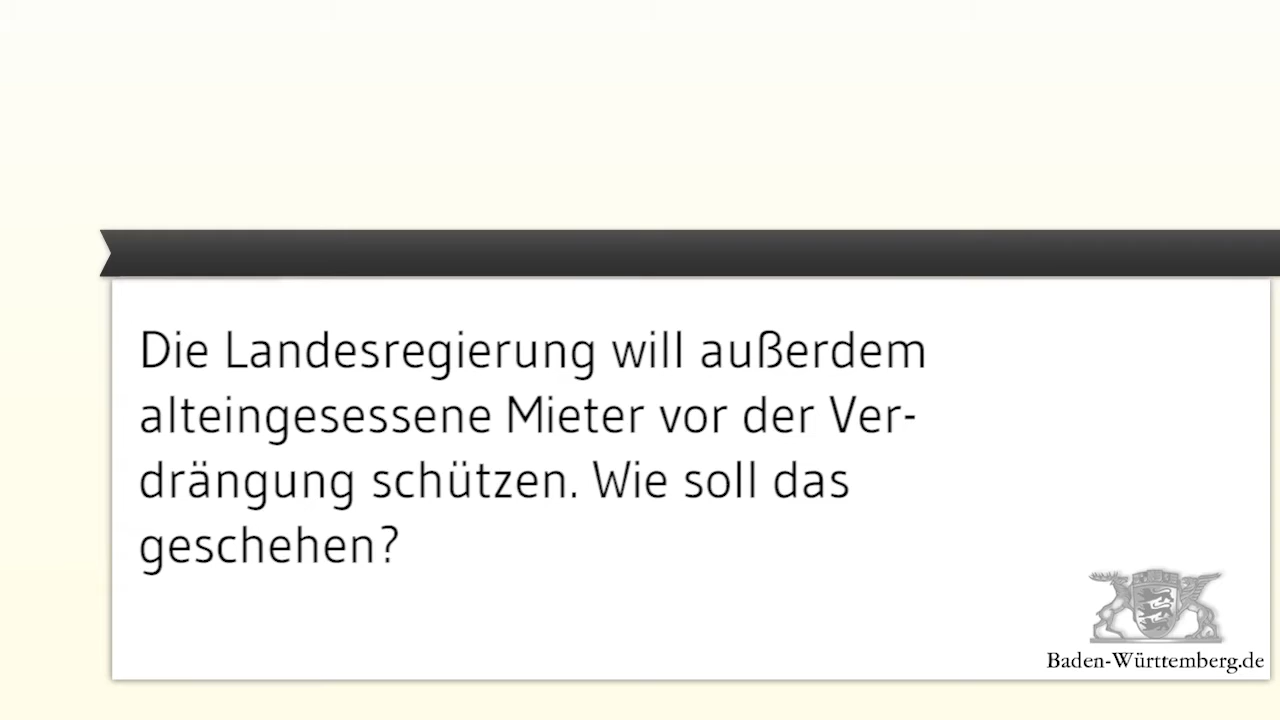 Die Landesregierung will außerdem
alteingesessene Mieter vor der Ver-
drängung schützen. Wie soll das
geschehen?
Baden-Württemberg.de